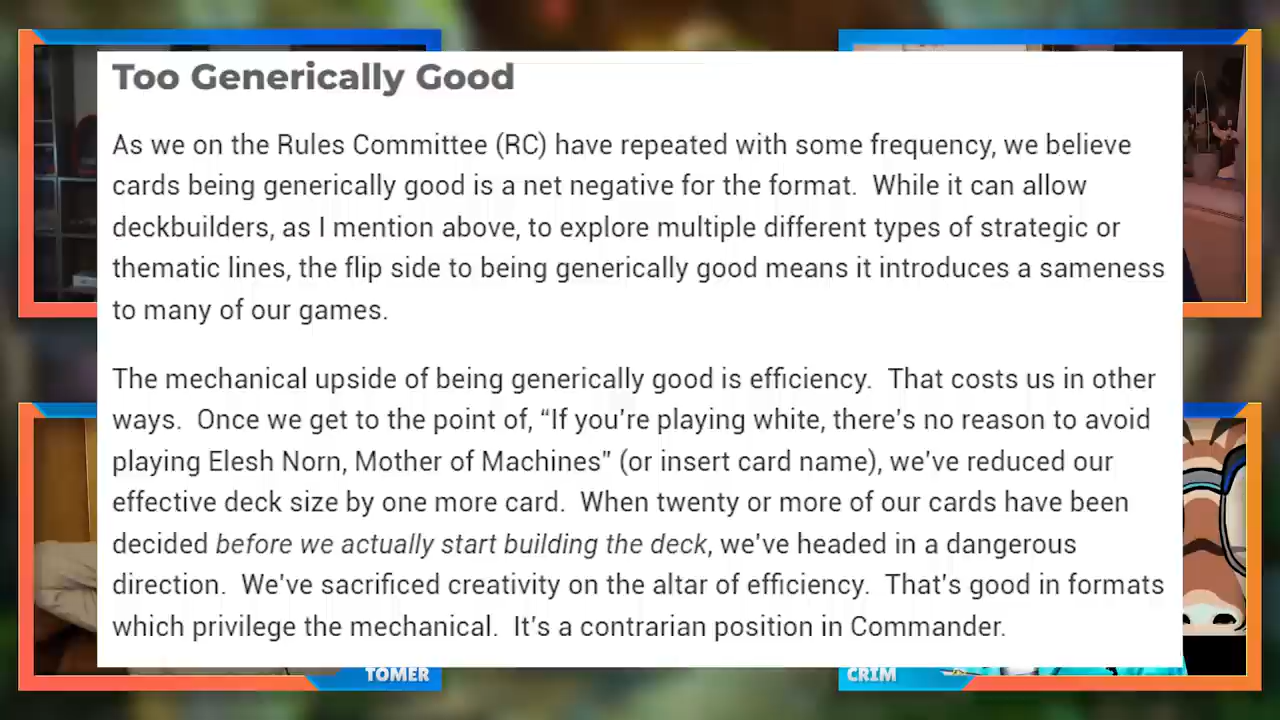 Too Generically Good
As we on the Rules Committee (RC) have repeated with some frequency, we believe
cards being generically good is a net negative for the format.  While it can allow
deckbuilders, as I mention above, to explore multiple different types of strategic or
thematic lines, the flip side to being generically good means it introduces a sameness
to many of our games.
The mechanical upside of being generically good is efficiency.  That costs us in other
ways.  Once we get to the point of, “If you’re playing white, there’s no reason to avoid
playing Elesh Norn, Mother of Machines” (or insert card name), we’ve reduced our
effective deck size by one more card.  When twenty or more of our cards have been
decided before we actually start building the deck, we’ve headed in a dangerous
direction.  We’ve sacrificed creativity on the altar of efficiency.  That’s good in formats
which privilege the mechanical.  It’s a contrarian position in Commander.
TOMER
CRIM